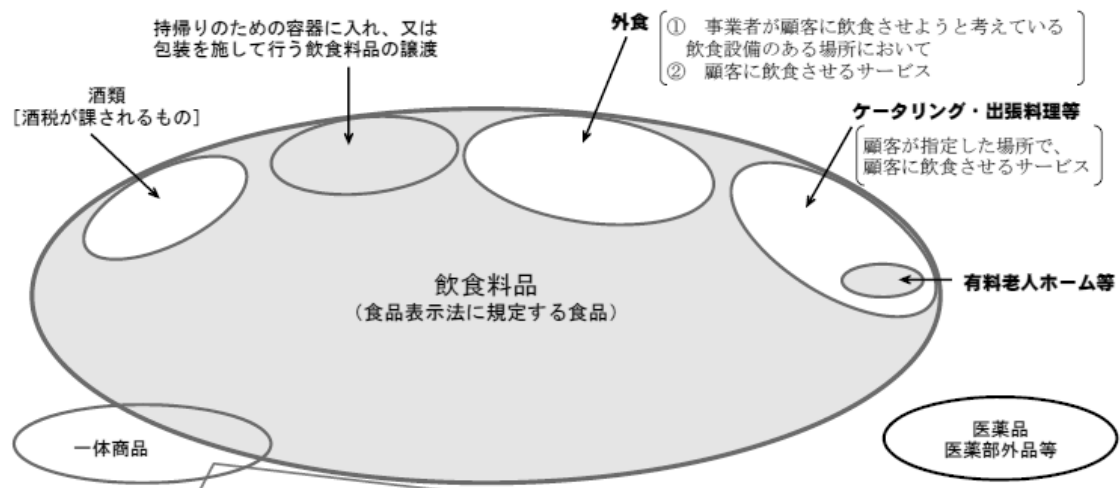 持帰りのための容器に入れ、又は
包装を施して行う飲食料品の譲渡
外食
① 事業者が顧客に飲食させようと考えている
飲食設備のある場所において
② 顧客に飲食させるサービス
酒類
[酒税が課されるもの]
ケータリング・出張料理等
顧客が指定した場所で、
顧客に飲食させるサービス
飲食料品
(食品表示法に規定する食品)
有料老人ホーム等
一体商品
医薬品
医薬部外品等